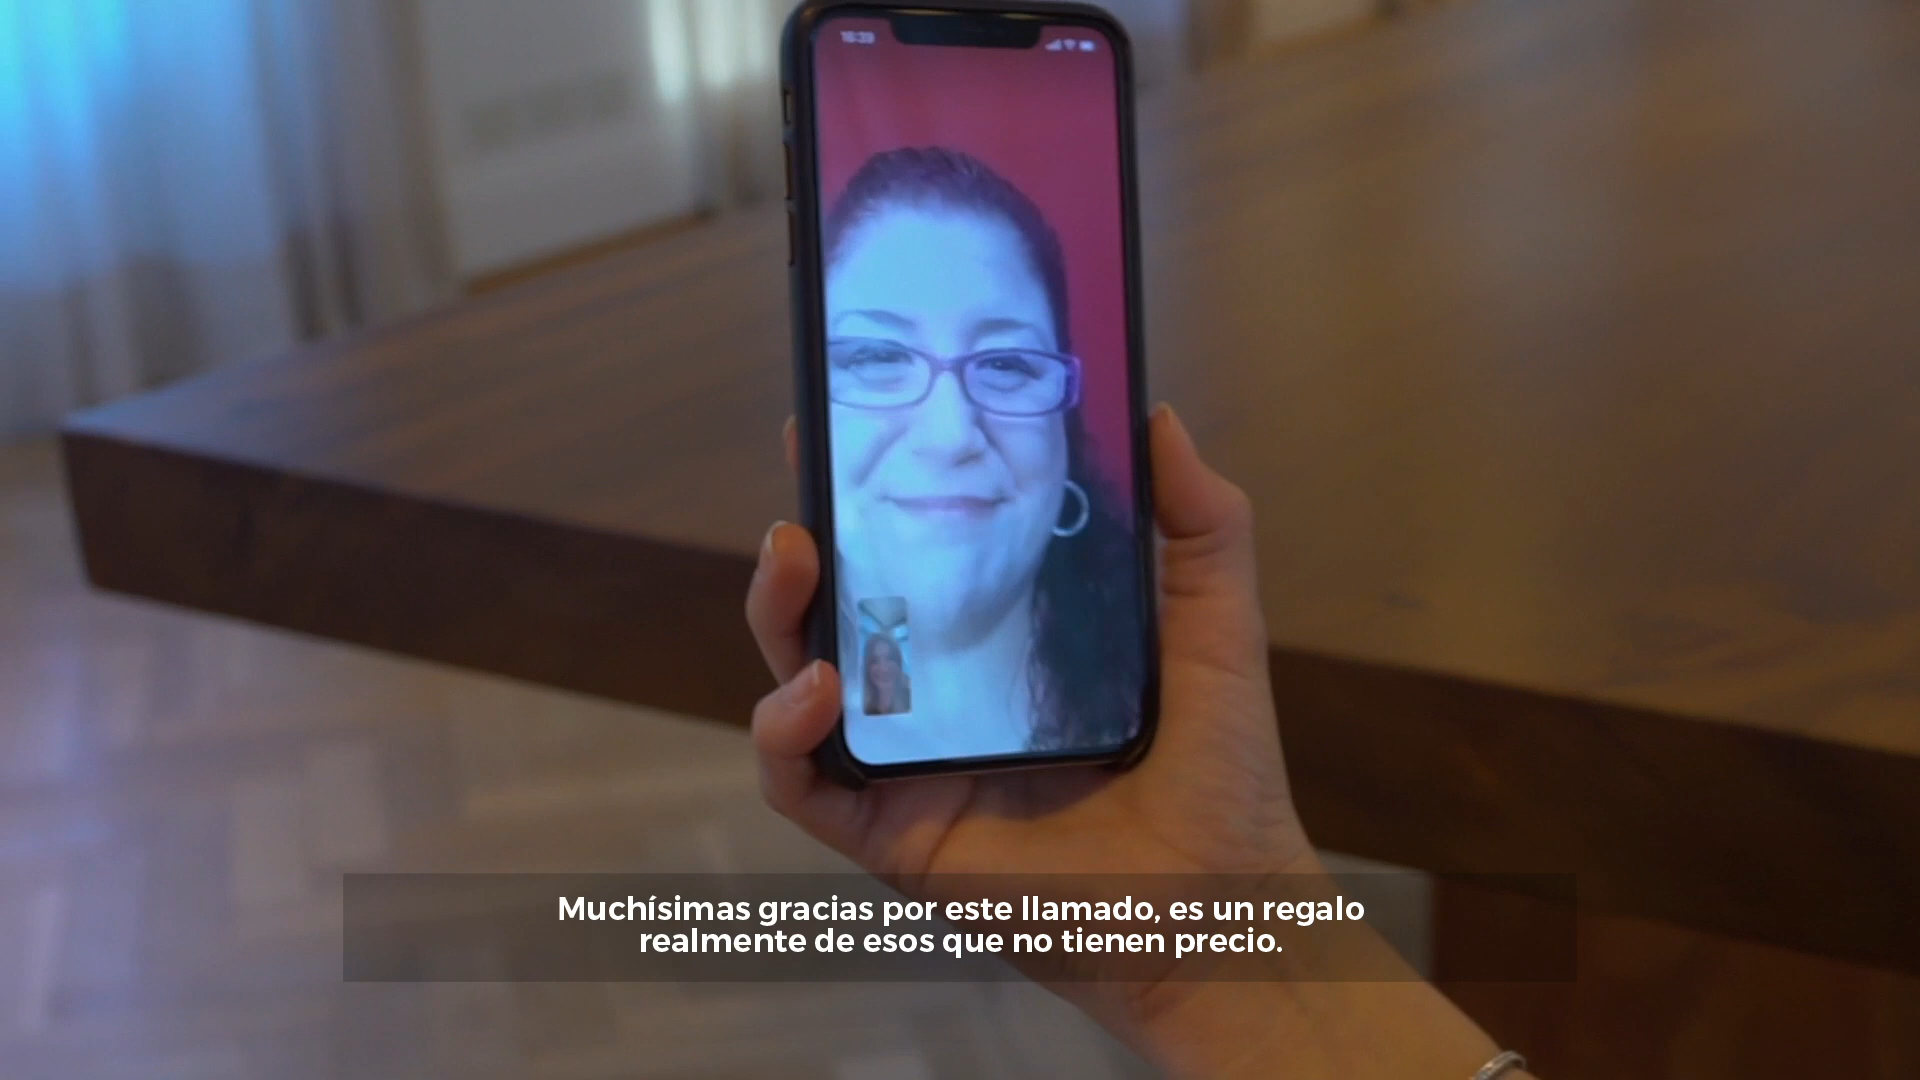 Muchísimas gracias por este llamado, es un regalo
realmente de esos que no tienen precio.